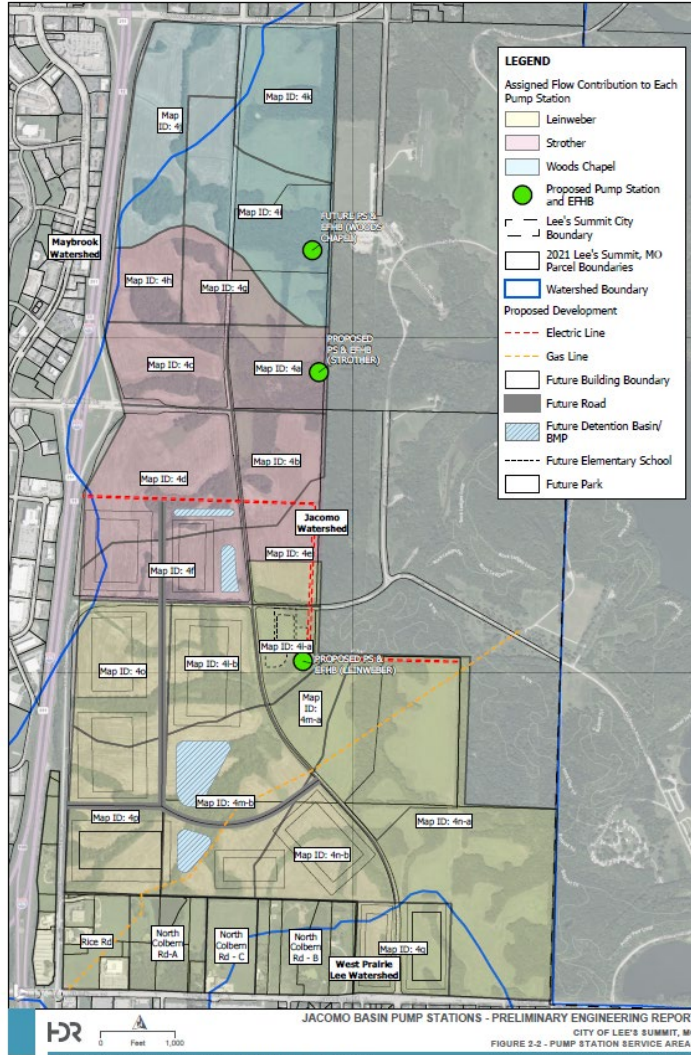 Map ID: 4k
Map
ID: 4j
Map ID: 4i
FUTURE PS &
EFHB (WOODS
CHAPEL)
Maybrook
Watershed
Map ID: 4h
Map ID: 4g
PROPOSED
PS & EFHB
(STROTHER)
Map ID: 4c
Map ID: 4a
Map ID: 4b
Map ID: 4d
Jacomo
Watershed
Map ID: 4e
Map ID: 4f
Map ID: 4l-a
PROPOSED PS &
EFHB (LEINWEBER)
Map ID: 4o
Map ID: 4l-b
Map
ID:
4m-a
Map ID: 4m-b
Map ID: 4p
Map ID: 4n-a
Map ID: 4n-b
Rice Rd
North
Colbern
Rd-A
North
Colbern
Rd - C
North
Colbern
Rd - B
Map ID: 4q
West Prairie
Lee Watershed
LEGEND
Assigned Flow Contribution to Each
Pump Station
Leinweber
Strother
Woods Chapel
Proposed Pump Station
and EFHB
Lee's Summit City
Boundary
2021 Lee's Summit, MO
Parcel Boundaries
Watershed Boundary
Proposed Development
Electric Line
Gas Line
Future Building Boundary
Future Road
Future Detention Basin/
BMP
Future Elementary School
Future Park
HDR
0 Feet 1,000
JACOMO BASIN PUMP STATIONS - PRELIMINARY ENGINEERING REPOR
CITY OF LEE'S SUMMIT, M
FIGURE 2-2 - PUMP STATION SERVICE AREA